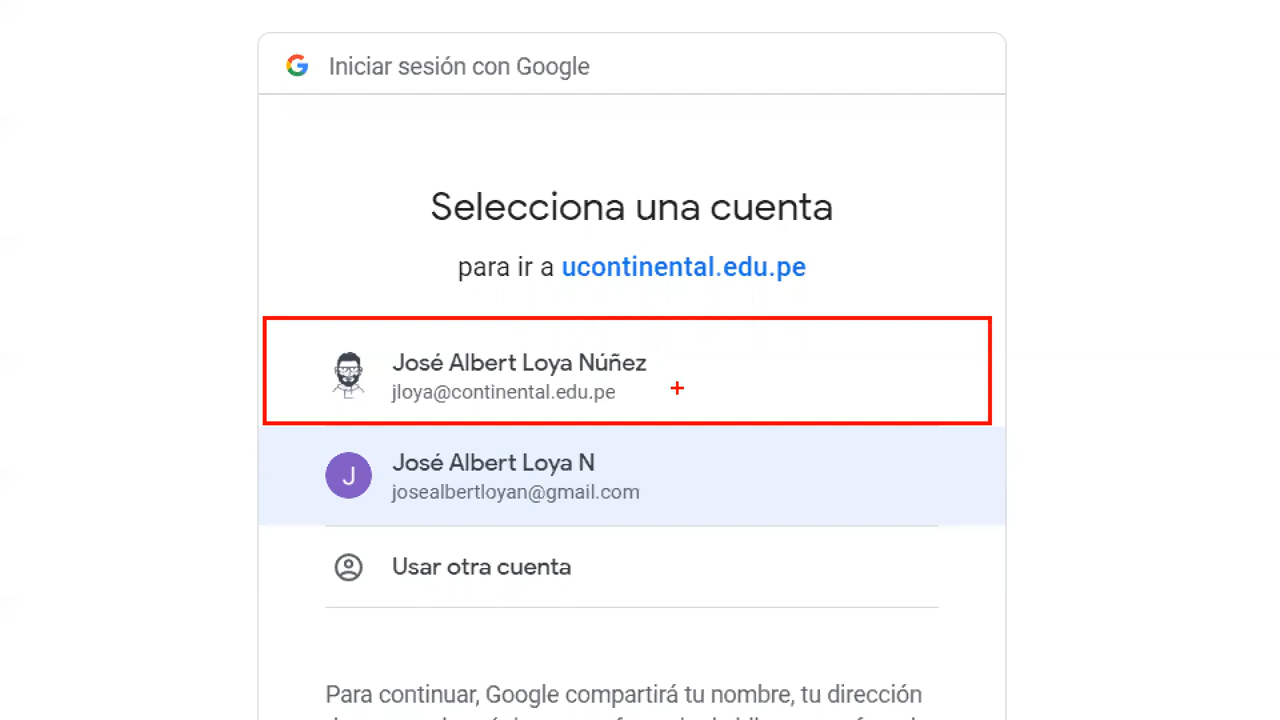 Iniciar sesión con Google
Selecciona una cuenta
para ir a ucontinental.edu.pe
José Albert Loya Núñez
jloya@continental.edu.pe
J
José Albert Loya N
josealbertloyan@gmail.com
Usar otra cuenta
Para continuar, Google compartirá tu nombre, tu dirección